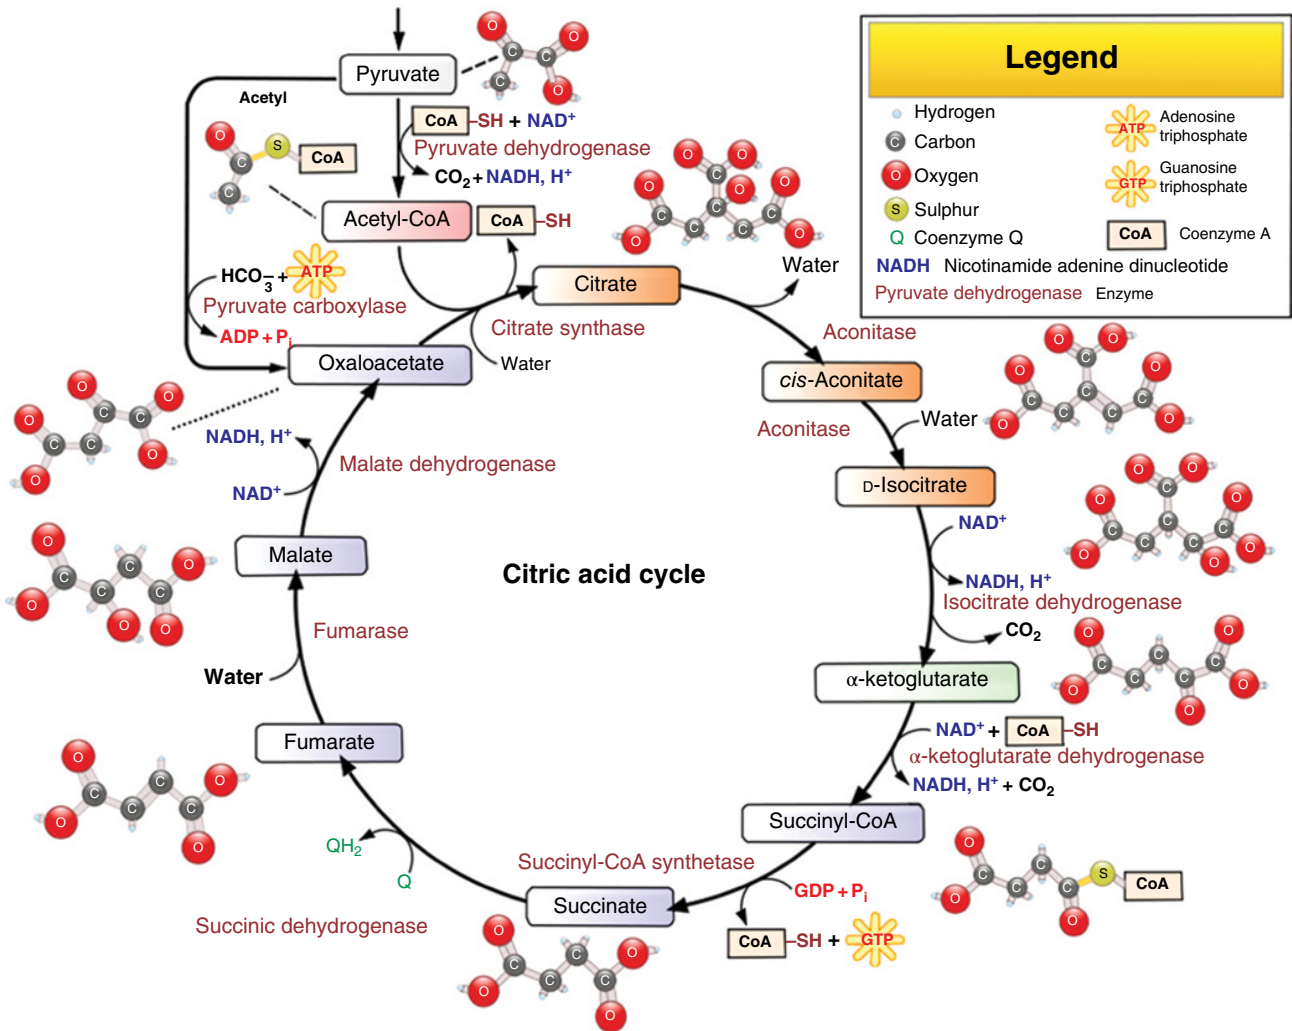 Pyruvate
Acetyl
CoA -SH + NAD⁺
Pyruvate dehydrogenase
CO₂ + NADH, H⁺
C C C O O O
O C C S CoA
Acetyl-CoA
CoA -SH
HCO₃⁻ + ATP
Pyruvate carboxylase
ADP + Pᵢ
Oxaloacetate
Citrate synthase
Water
Citrate
O O O O O O O C C C C C C
Water
Aconitase
cis-Aconitate
O O O O O O C C C C C C
Aconitase
Water
D-Isocitrate
O O O O O O O C C C C C C
NAD⁺
NADH, H⁺
Isocitrate dehydrogenase
CO₂
α-ketoglutarate
O O O O O C C C C C
NAD⁺ + CoA -SH
α-ketoglutarate dehydrogenase
NADH, H⁺ + CO₂
Succinyl-CoA
O O O C C C C S CoA
Succinyl-CoA synthetase
GDP + Pᵢ
CoA -SH + GTP
Succinate
O O O O C C C C
Succinic dehydrogenase
Q
QH₂
Fumarate
O O O O C C C C
Water
Fumarase
Malate
O O O O O C C C C
NAD⁺
NADH, H⁺
Malate dehydrogenase
O O O O O C C C C
Citric acid cycle
Legend
Hydrogen
C Carbon
O Oxygen
S Sulphur
Q Coenzyme Q
ATP Adenosine
triphosphate
GTP Guanosine
triphosphate
CoA Coenzyme A
NADH Nicotinamide adenine dinucleotide
Pyruvate dehydrogenase Enzyme